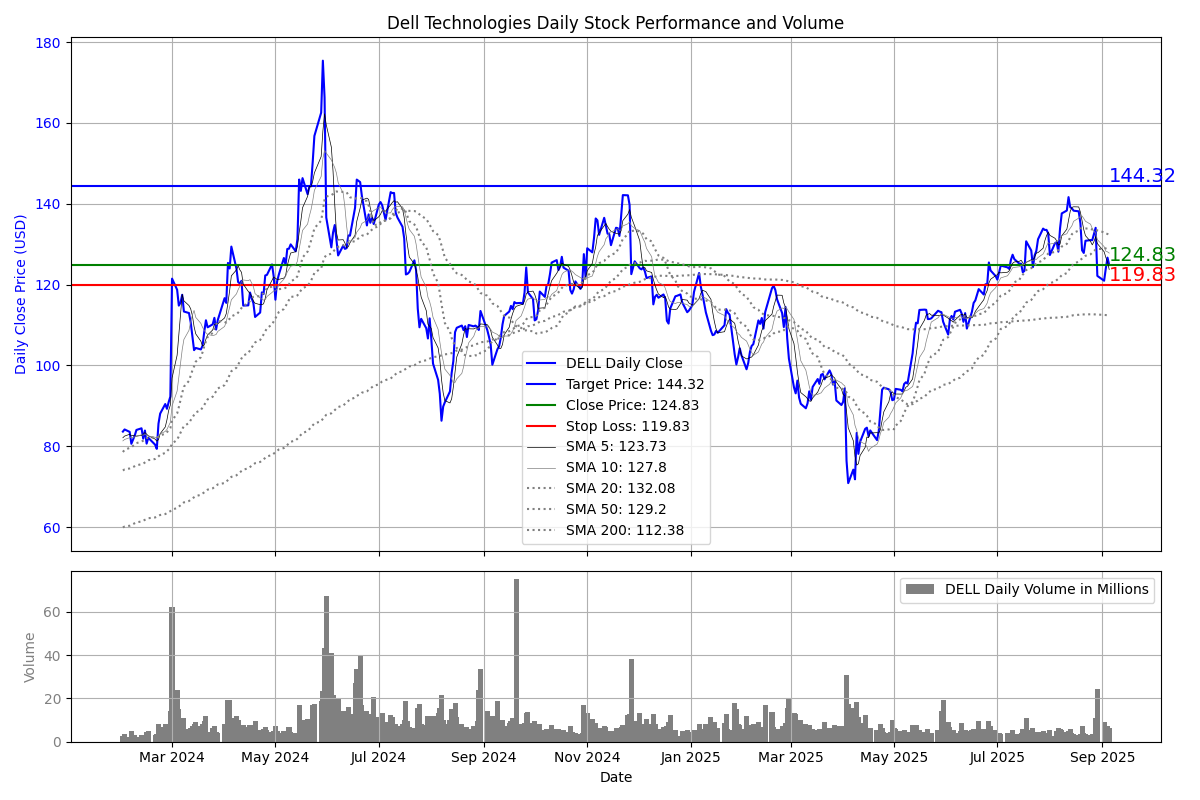 Dell Technologies Daily Stock Performance and Volume
Daily Close Price (USD)
180
160
140
120
100
80
60
144.32
124.83
119.83
DELL Daily Close
Target Price: 144.32
Close Price: 124.83
Stop Loss: 119.83
SMA 5: 123.73
SMA 10: 127.8
SMA 20: 132.08
SMA 50: 129.2
SMA 200: 112.38
Volume
60
40
20
0
DELL Daily Volume in Millions
Mar 2024 May 2024 Jul 2024 Sep 2024 Nov 2024 Jan 2025 Mar 2025 May 2025 Jul 2025 Sep 2025
Date